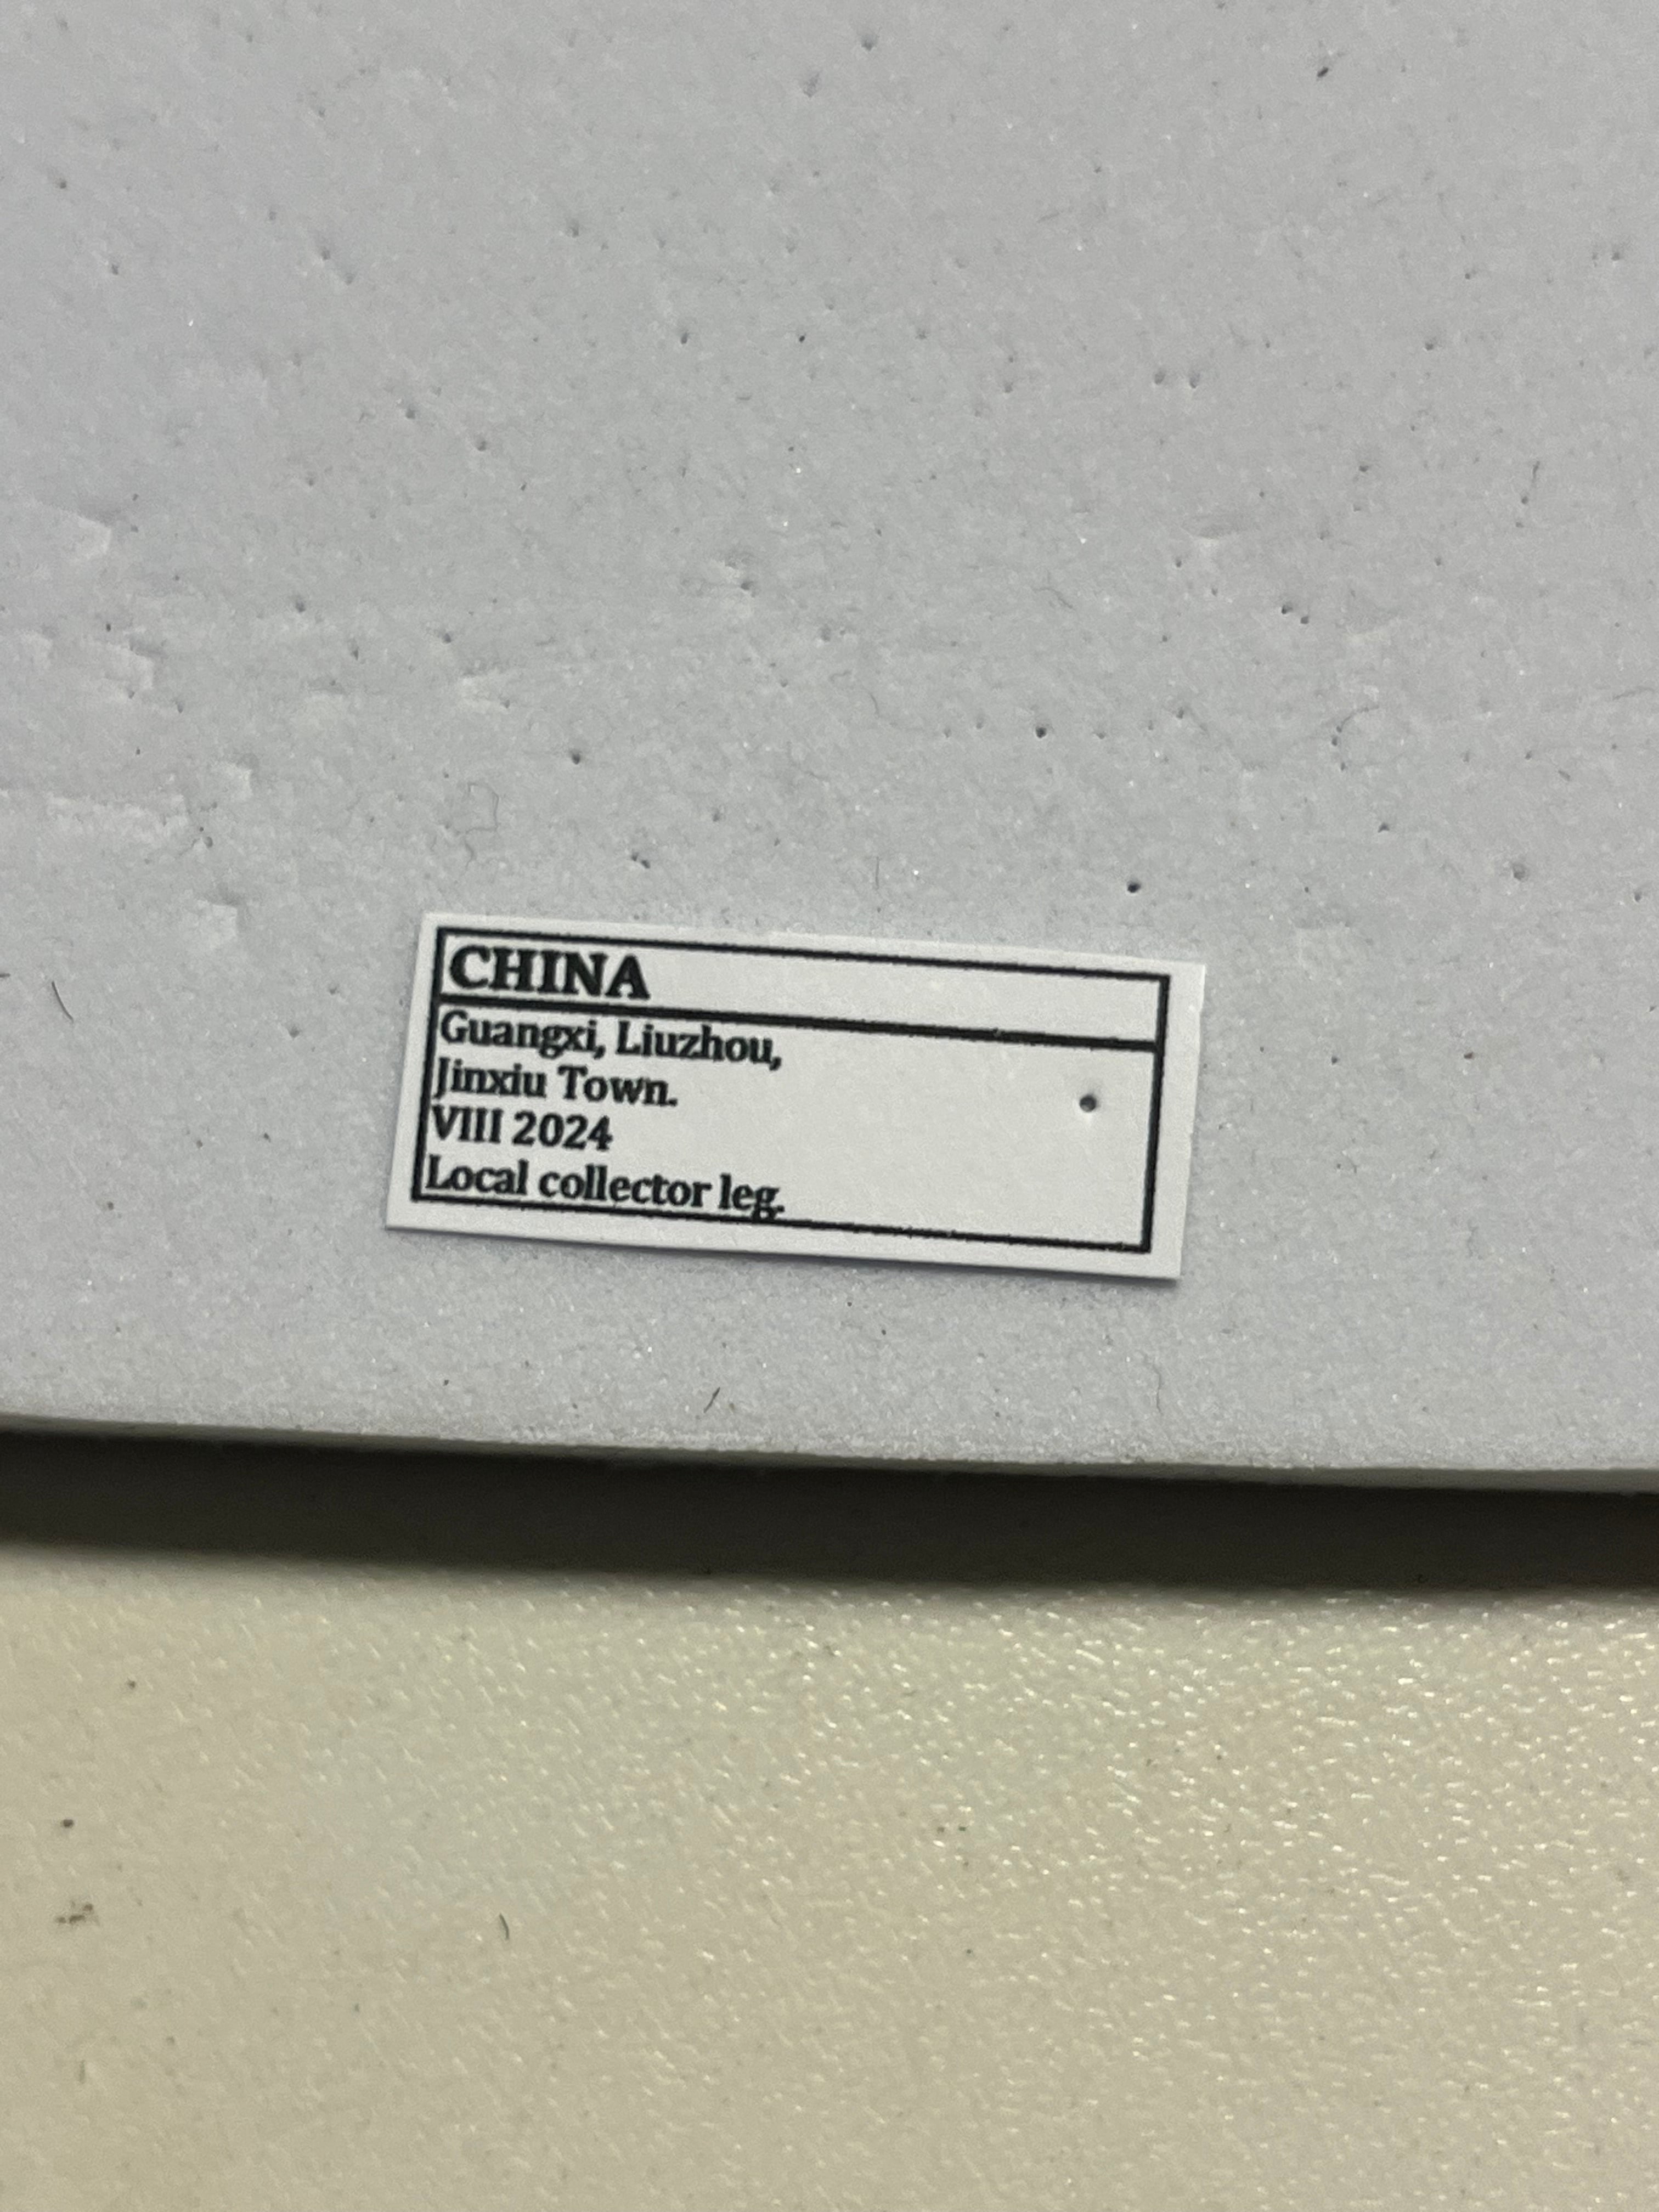 CHINA
Guangxi, Liuzhou,
Jinxiu Town.
VIII 2024
Local collector leg.